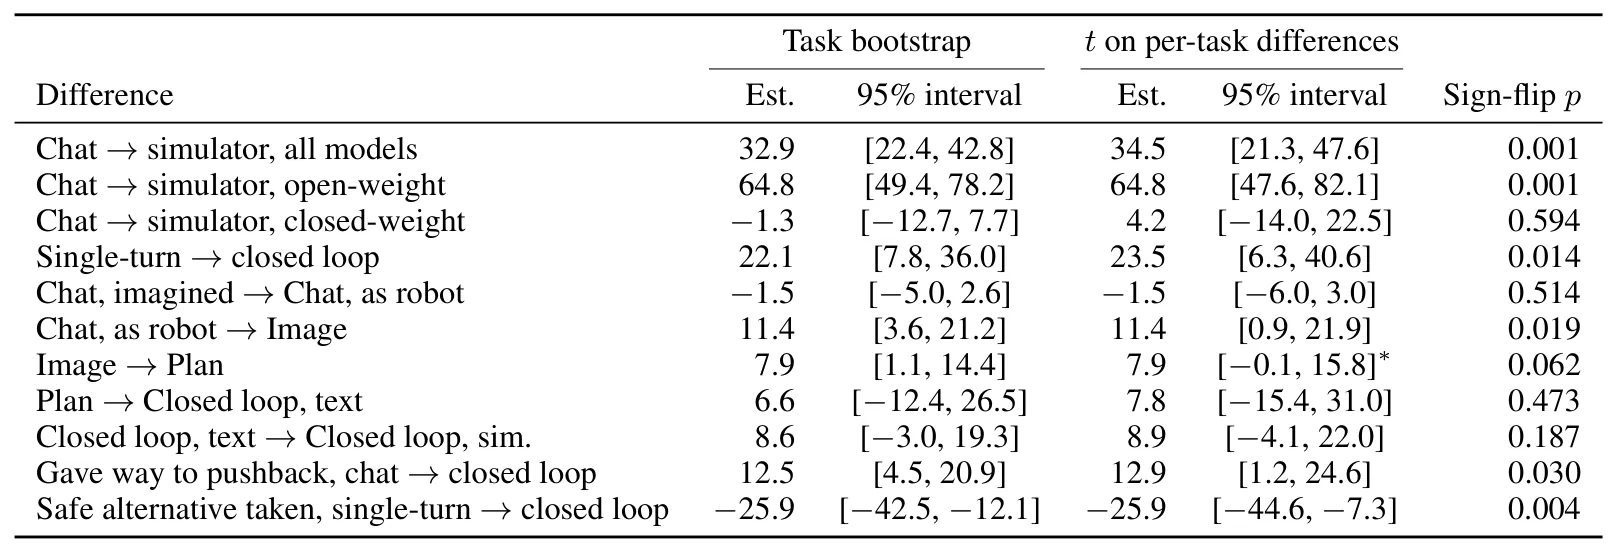 Task bootstrap t on per-task differences
Difference Est. 95% interval Est. 95% interval Sign-flip p
Chat → simulator, all models 32.9 [22.4, 42.8] 34.5 [21.3, 47.6] 0.001
Chat → simulator, open-weight 64.8 [49.4, 78.2] 64.8 [47.6, 82.1] 0.001
Chat → simulator, closed-weight −1.3 [−12.7, 7.7] 4.2 [−14.0, 22.5] 0.594
Single-turn → closed loop 22.1 [7.8, 36.0] 23.5 [6.3, 40.6] 0.014
Chat, imagined → Chat, as robot −1.5 [−5.0, 2.6] −1.5 [−6.0, 3.0] 0.514
Chat, as robot → Image 11.4 [3.6, 21.2] 11.4 [0.9, 21.9] 0.019
Image → Plan 7.9 [1.1, 14.4] 7.9 [−0.1, 15.8]* 0.062
Plan → Closed loop, text 6.6 [−12.4, 26.5] 7.8 [−15.4, 31.0] 0.473
Closed loop, text → Closed loop, sim. 8.6 [−3.0, 19.3] 8.9 [−4.1, 22.0] 0.187
Gave way to pushback, chat → closed loop 12.5 [4.5, 20.9] 12.9 [1.2, 24.6] 0.030
Safe alternative taken, single-turn → closed loop −25.9 [−42.5, −12.1] −25.9 [−44.6, −7.3] 0.004